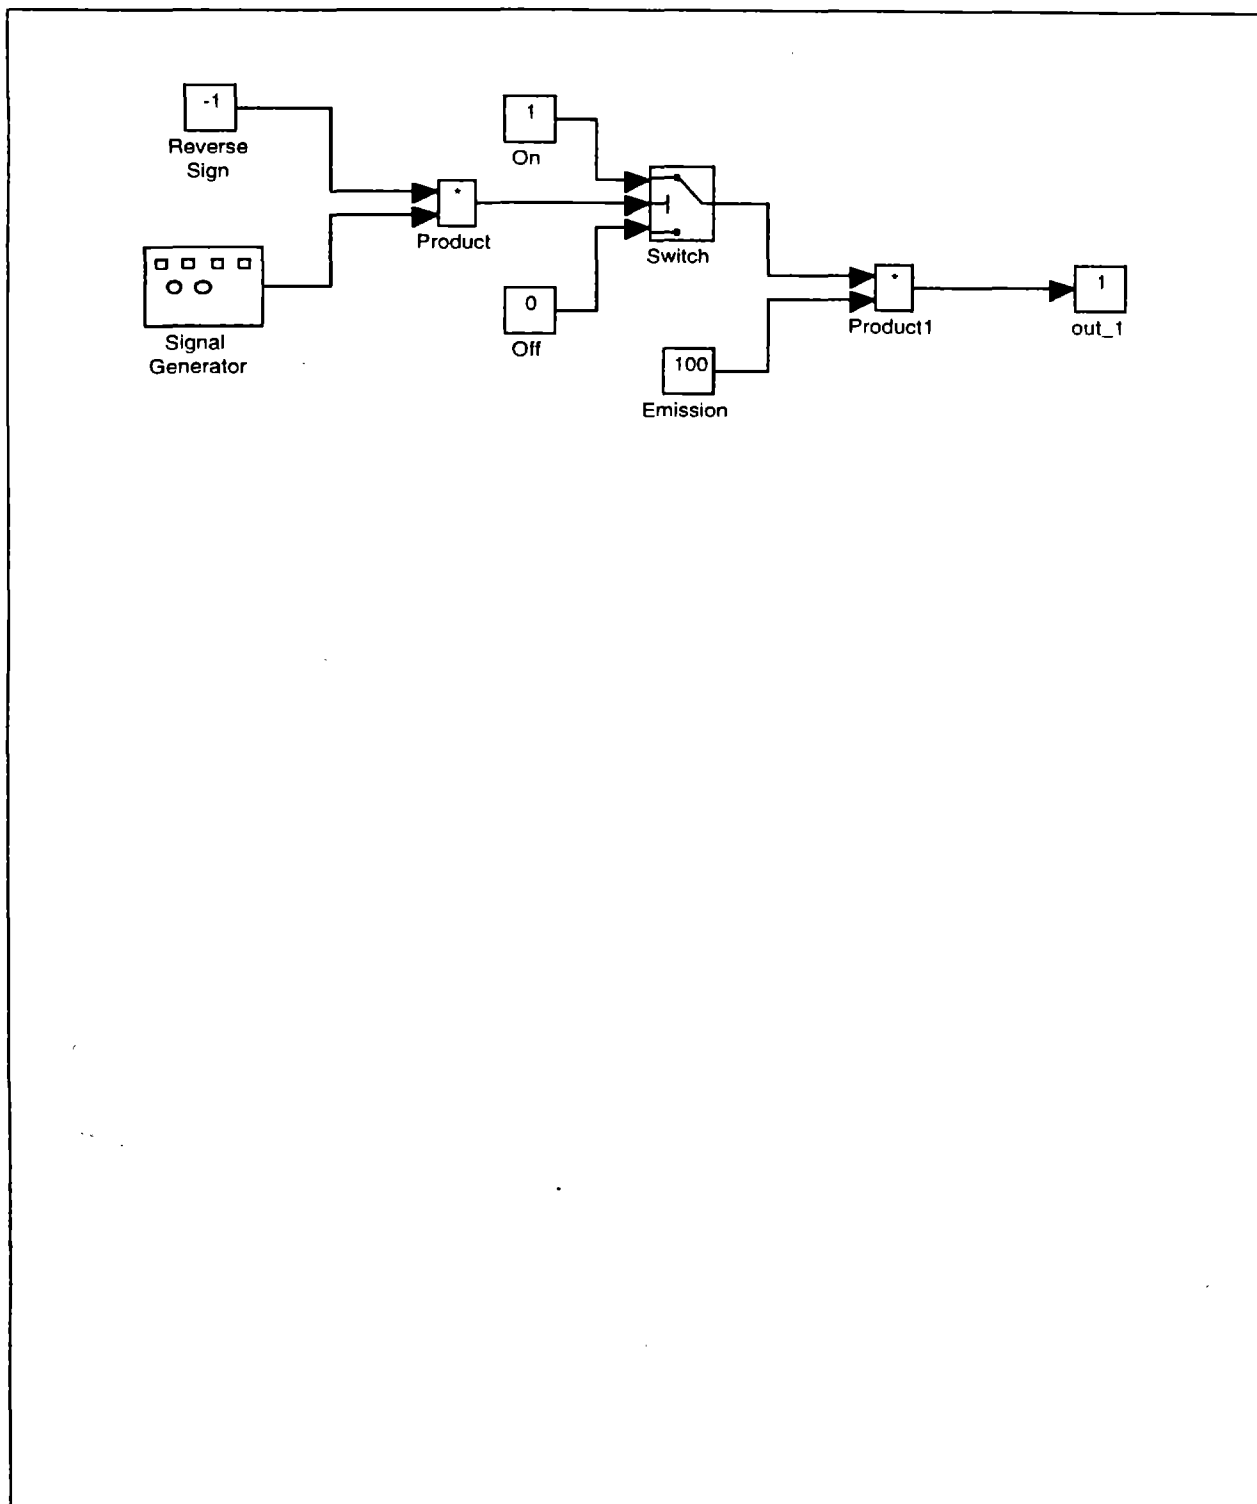 -1
Reverse
Sign
1
On
*
Product
Switch
Signal
Generator
0
Off
*
Product1
1
out_1
100
Emission